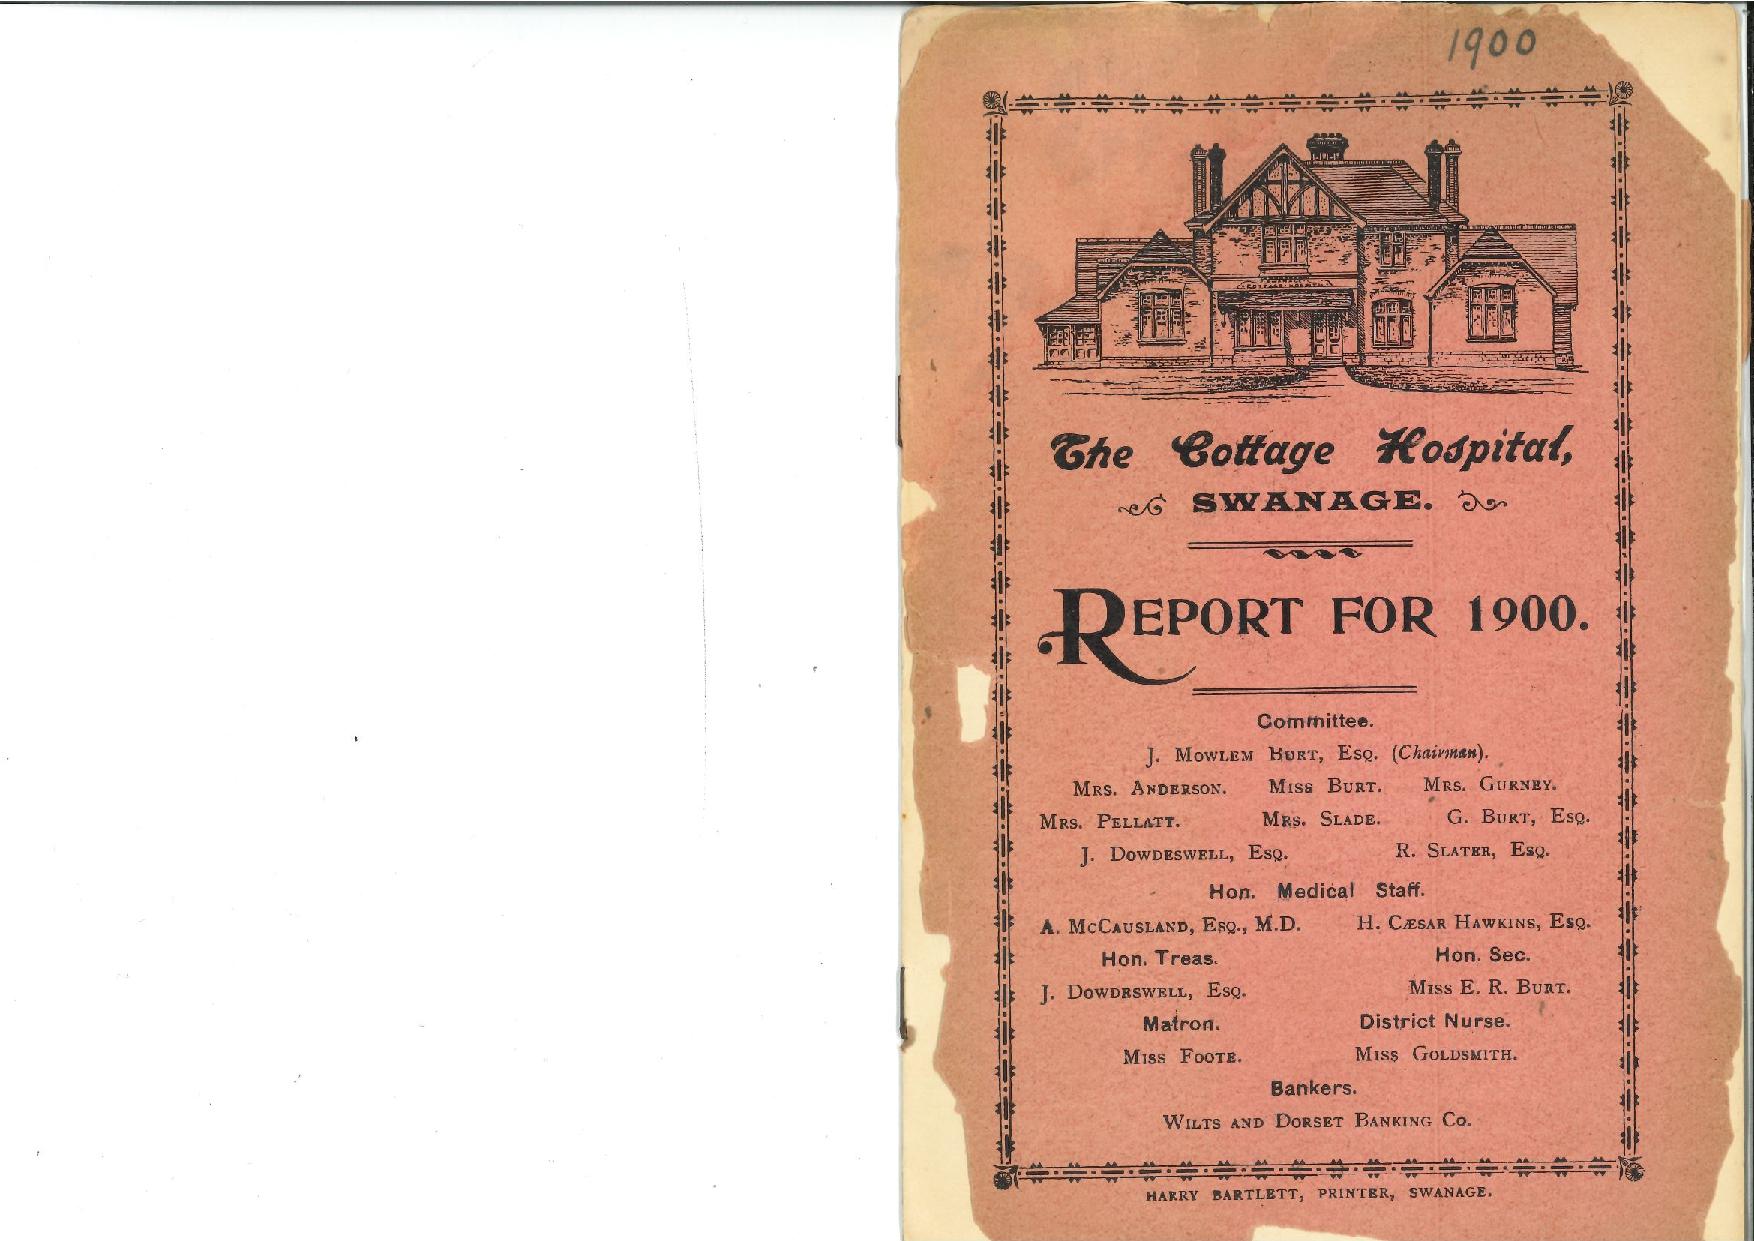 1900
The Cottage Hospital,
SWANAGE.
REPORT FOR 1900.
Committee.
J. MOWLEM BURT, ESQ. (Chairman).
MRS. ANDERSON. MISS BURT. MRS. GURNEY.
MRS. PELLATT. MRS. SLADE. G. BURT, ESQ.
J. DOWDESWELL, ESQ. R. SLATER, ESQ.
Hon. Medical Staff.
A. MCCAUSLAND, ESQ., M.D. H. CÆSAR HAWKINS, ESQ.
Hon. Treas. Hon. Sec.
J. DOWDESWELL, ESQ. MISS E. R. BURT.
Matron. District Nurse.
MISS FOOTE. MISS GOLDSMITH.
Bankers.
WILTS AND DORSET BANKING CO.
HARRY BARTLETT, PRINTER, SWANAGE.